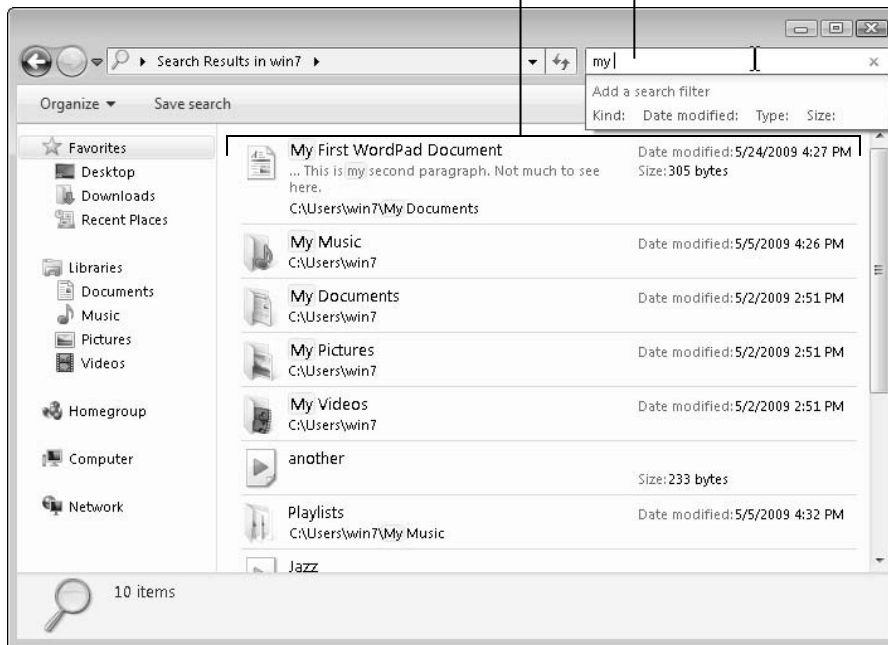 Search Results in win7
my
Organize
Save search
Add a search filter
Kind: Date modified: Type: Size:
Favorites
Desktop
Downloads
Recent Places
Libraries
Documents
Music
Pictures
Videos
Homegroup
Computer
Network
My First WordPad Document
... This is my second paragraph. Not much to see
here.
C:\Users\win7\My Documents
Date modified: 5/24/2009 4:27 PM
Size: 305 bytes
My Music
C:\Users\win7
Date modified: 5/5/2009 4:26 PM
My Documents
C:\Users\win7
Date modified: 5/2/2009 2:51 PM
My Pictures
C:\Users\win7
Date modified: 5/2/2009 2:51 PM
My Videos
C:\Users\win7
Date modified: 5/2/2009 2:51 PM
another
Size: 233 bytes
Playlists
C:\Users\win7\My Music
Date modified: 5/5/2009 4:32 PM
Jazz
10 items